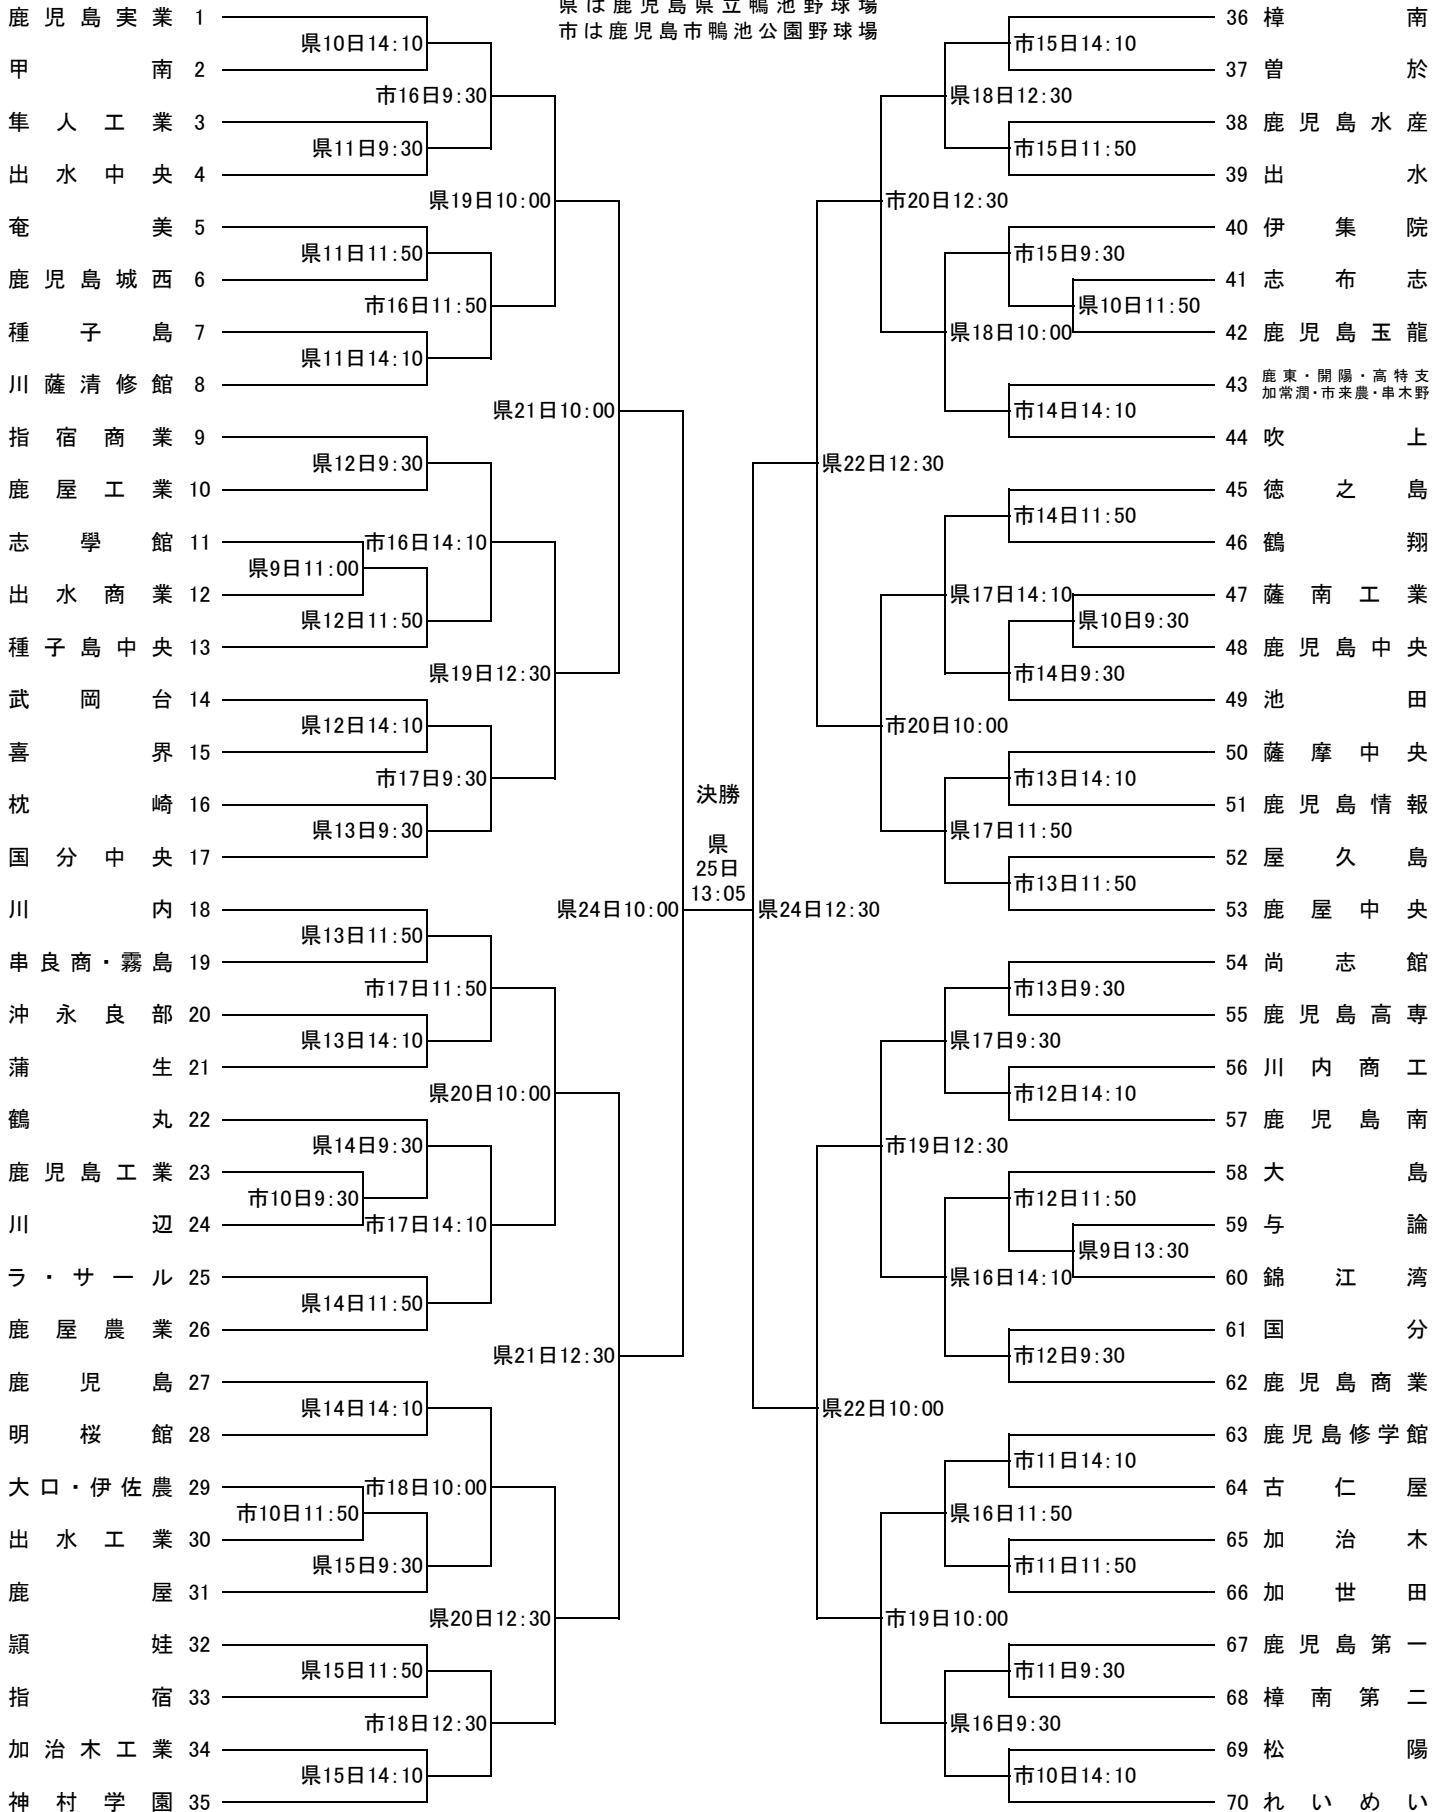 県は鹿児島県立鴨池野球場
市は鹿児島市鴨池公園野球場
鹿児島実業 1
県10日14:10
甲南 2
市16日9:30
隼人工業 3
県11日9:30
出水中央 4
県19日10:00
奄美 5
県11日11:50
鹿児島城西 6
市16日11:50
種子島 7
県11日14:10
川薩清修館 8
県21日10:00
指宿商業 9
県12日9:30
鹿屋工業 10
志學館 11
市16日14:10
県9日11:00
出水商業 12
県12日11:50
種子島中央 13
県19日12:30
武岡台 14
県12日14:10
喜界 15
市17日9:30
枕崎 16
県13日9:30
国分中央 17
川内 18
県24日10:00
県13日11:50
串良商・霧島 19
市17日11:50
沖永良部 20
県13日14:10
蒲生 21
県20日10:00
鶴丸 22
県14日9:30
鹿児島工業 23
市10日9:30
川辺 24
市17日14:10
ラ・サール 25
県14日11:50
鹿屋農業 26
県21日12:30
鹿児島 27
県14日14:10
明桜館 28
大口・伊佐農 29
市18日10:00
市10日11:50
出水工業 30
県15日9:30
鹿屋 31
県20日12:30
頴娃 32
県15日11:50
指宿 33
市18日12:30
加治木工業 34
県15日14:10
神村学園 35
決勝
県
25日
13:05
36 樟南
市15日14:10
37 曽於
県18日12:30
38 鹿児島水産
市15日11:50
39 出水
市20日12:30
40 伊集院
市15日9:30
41 志布志
県10日11:50
県18日10:00
42 鹿児島玉龍
43 鹿東・開陽・高特支
加常潤・市来農・串木野
市14日14:10
44 吹上
県22日12:30
45 徳之島
市14日11:50
46 鶴翔
県17日14:10
47 薩南工業
県10日9:30
48 鹿児島中央
市14日9:30
49 池田
市20日10:00
50 薩摩中央
市13日14:10
51 鹿児島情報
県17日11:50
52 屋久島
市13日11:50
53 鹿屋中央
県24日12:30
54 尚志館
市13日9:30
55 鹿児島高専
県17日9:30
56 川内商工
市12日14:10
57 鹿児島南
市19日12:30
58 大島
市12日11:50
59 与論
県9日13:30
県16日14:10
60 錦江湾
61 国分
市12日9:30
62 鹿児島商業
県22日10:00
63 鹿児島修学館
市11日14:10
64 古仁屋
県16日11:50
65 加治木
市11日11:50
66 加世田
市19日10:00
67 鹿児島第一
市11日9:30
68 樟南第二
県16日9:30
69 松陽
市10日14:10
70 れいめい